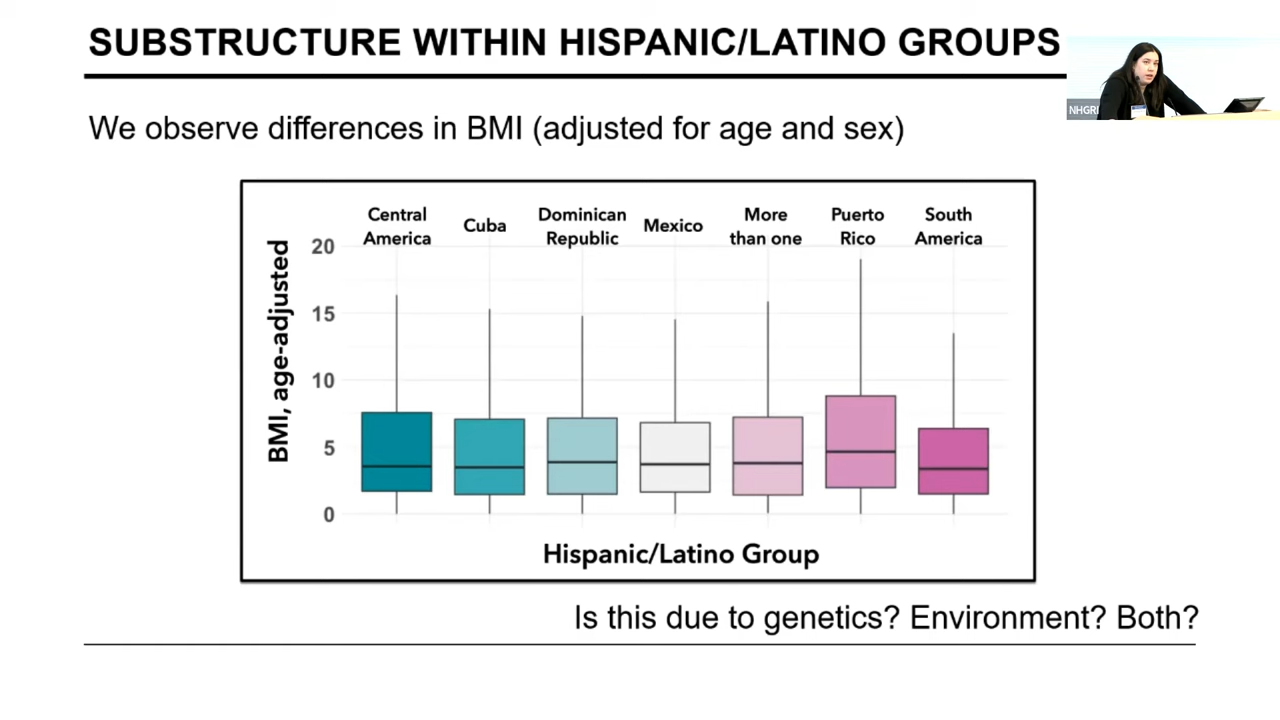 SUBSTRUCTURE WITHIN HISPANIC/LATINO GROUPS
NHGRI
We observe differences in BMI (adjusted for age and sex)
Central America
Cuba
Dominican Republic
Mexico
More than one
Puerto Rico
South America
BMI, age-adjusted
20
15
10
5
0
Hispanic/Latino Group
Is this due to genetics? Environment? Both?